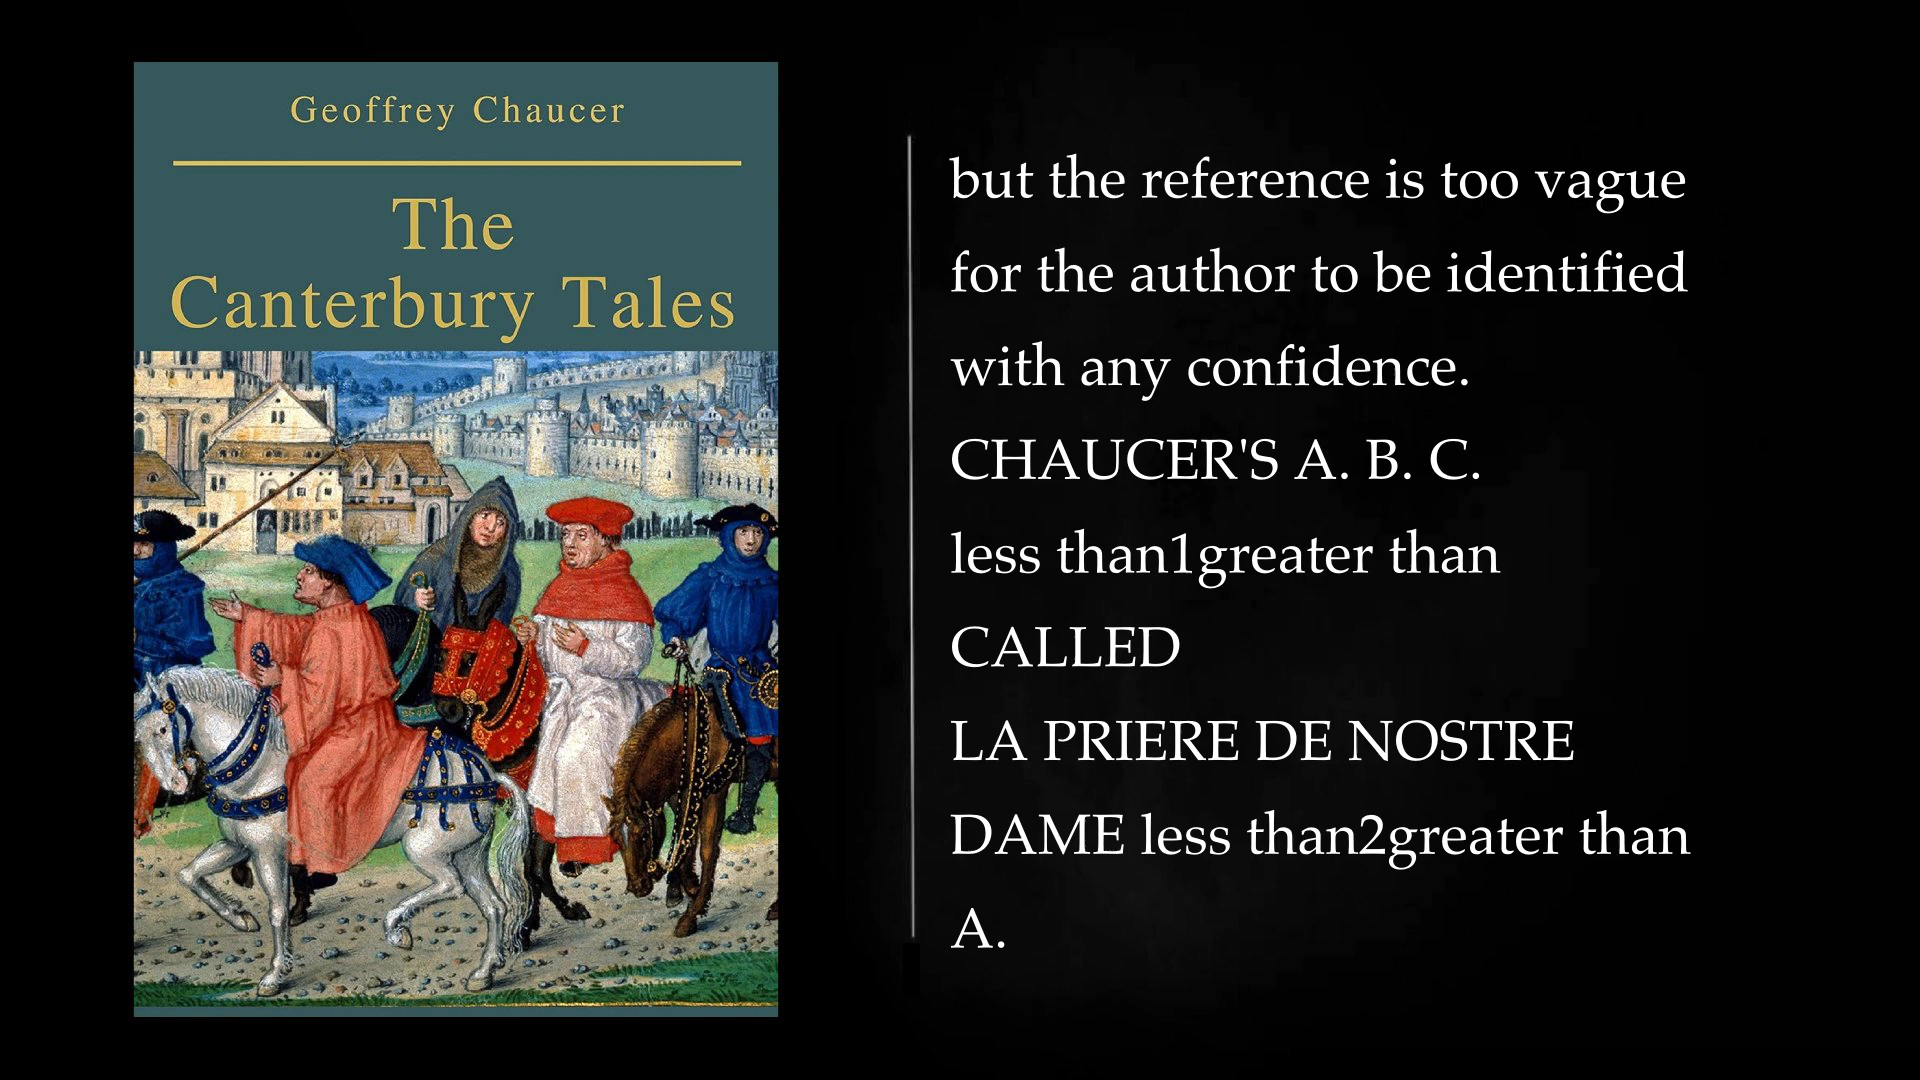 Geoffrey Chaucer
The
Canterbury Tales
but the reference is too vague
for the author to be identified
with any confidence.
CHAUCER'S A. B. C.
less than1greater than
CALLED
LA PRIERE DE NOSTRE
DAME less than2greater than
A.